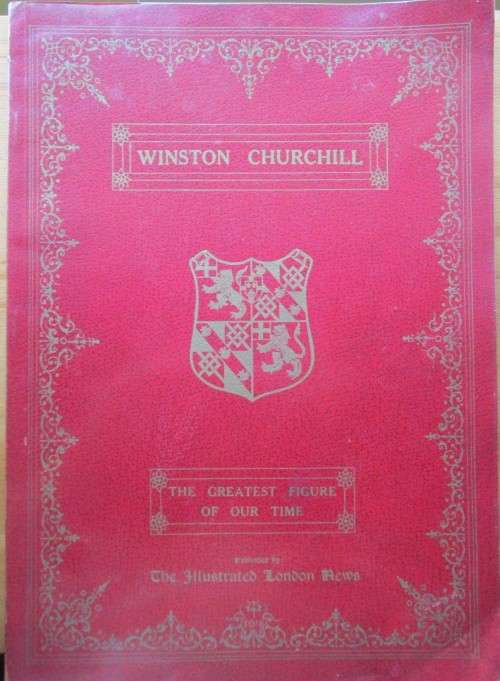 WINSTON CHURCHILL
THE GREATEST FIGURE
OF OUR TIME
Published by
The Illustrated London News